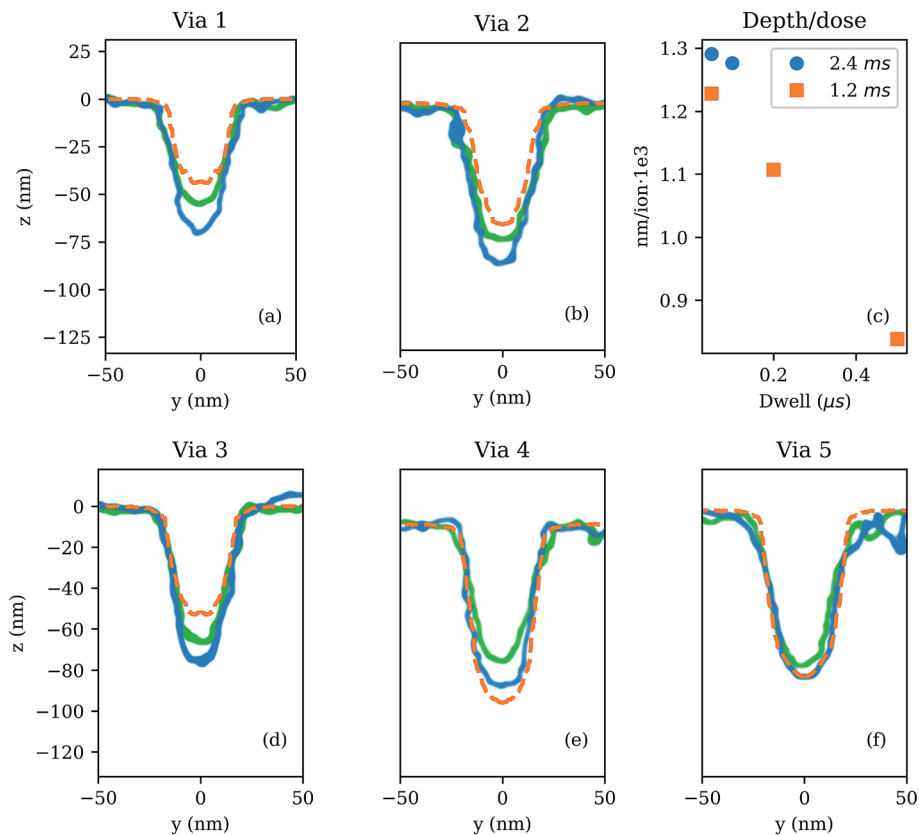 Via 1
Via 2
Depth/dose
25
0
−25
−50
−75
−100
−125
z (nm)
−50
0
50
y (nm)
(a)
−50
0
50
y (nm)
(b)
1.3
1.2
1.1
1.0
0.9
nm/ion·1e3
2.4 ms
1.2 ms
(c)
0.2
0.4
Dwell (μs)
Via 3
Via 4
Via 5
0
−20
−40
−60
−80
−100
−120
z (nm)
(d)
(e)
(f)
−50
0
50
−50
0
50
−50
0
50
y (nm)
y (nm)
y (nm)